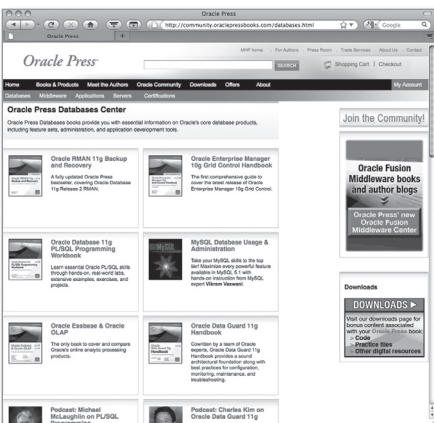 Oracle Press
http://community.oraclepressbooks.com/databases.html
Google
Oracle Press
MHP home
For Authors
Press Room
Trade Services
About Us
Contact
Oracle Press
SEARCH
Shopping Cart | Checkout
Home Books & Products Meet the Authors Oracle Community Downloads Offers About My Account
Databases Middleware Applications Servers Certifications
Oracle Press Databases Center
Oracle Press Databases books provide you with essential information on Oracle's core database products,
including feature sets, administration, and application development tools.
Oracle RMAN 11g Backup
and Recovery
A fully updated Oracle Press
bestseller, covering Oracle Database
11g Release 2 RMAN.
Oracle Enterprise Manager
10g Grid Control Handbook
The first comprehensive guide to
cover the latest release of Oracle
Enterprise Manager 10g Grid Control.
Oracle Database 11g
PL/SQL Programming
Workbook
Learn essential Oracle PL/SQL skills
through hands-on, real-world labs,
extensive examples, exercises, and
projects.
MySQL Database Usage &
Administration
Take your MySQL skills to the top
tier! Maximize every powerful feature
available in MySQL 5.1 with
hands-on instruction from MySQL
expert Vikram Vaswani.
Oracle Essbase & Oracle
OLAP
The only book to cover and compare
Oracle's online analytic processing
products.
Oracle Data Guard 11g
Handbook
Cowritten by a team of Oracle
experts, Oracle Data Guard 11g
Handbook provides a sound
architectural foundation along with
best practices for configuration,
monitoring, maintenance, and
troubleshooting.
Podcast: Michael
McLaughlin on PL/SQL
Programming
Podcast: Charles Kim on
Oracle Data Guard 11g
Join the Community!
Oracle Fusion
Middleware books
and author blogs
Oracle Press' new
Oracle Fusion
Middleware Center
Downloads
DOWNLOADS
Visit our downloads page for
bonus content associated
with your Oracle Press book:
> Code
> Practice files
> Other digital resources